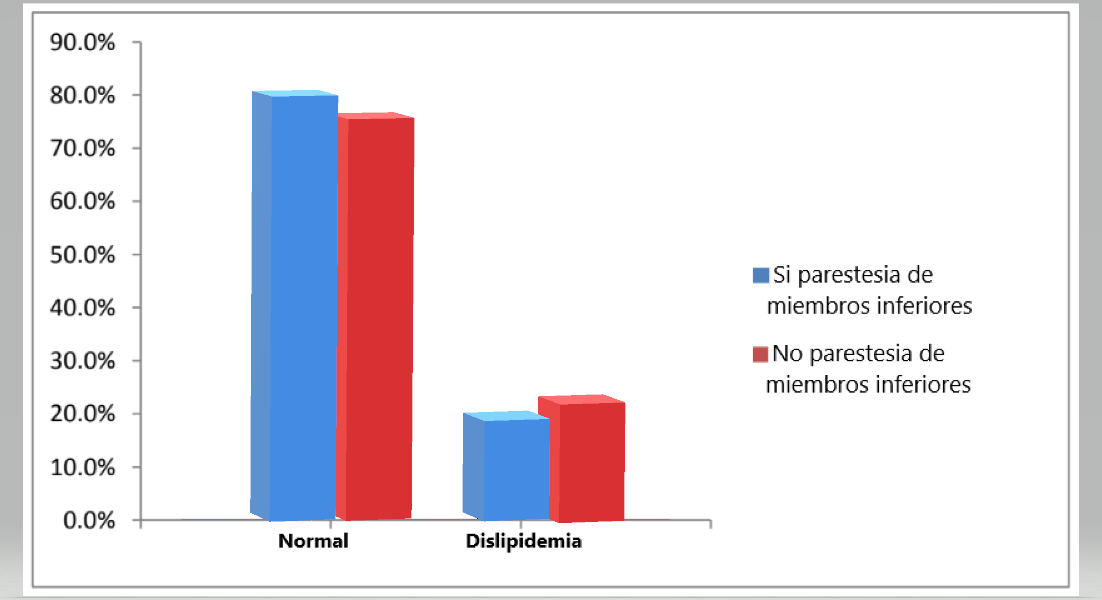 90.0%
80.0%
70.0%
60.0%
50.0%
40.0%
30.0%
20.0%
10.0%
0.0%
Normal
Dislipidemia
Si parestesia de
miembros inferiores
No parestesia de
miembros inferiores